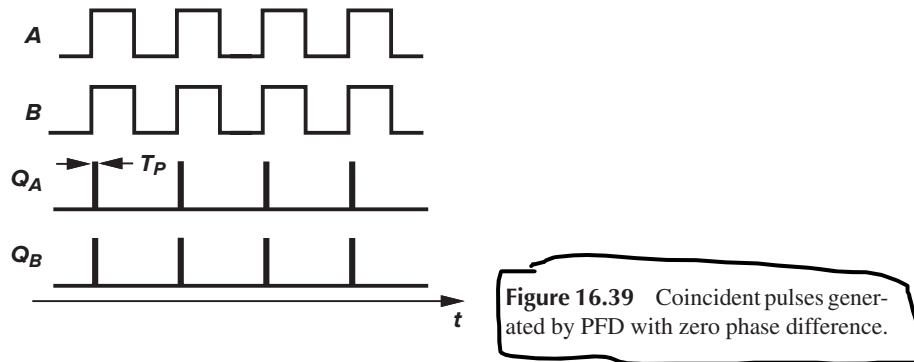 A
B
T_P
Q_A
Q_B
t
Figure 16.39 Coincident pulses gener-
ated by PFD with zero phase difference.